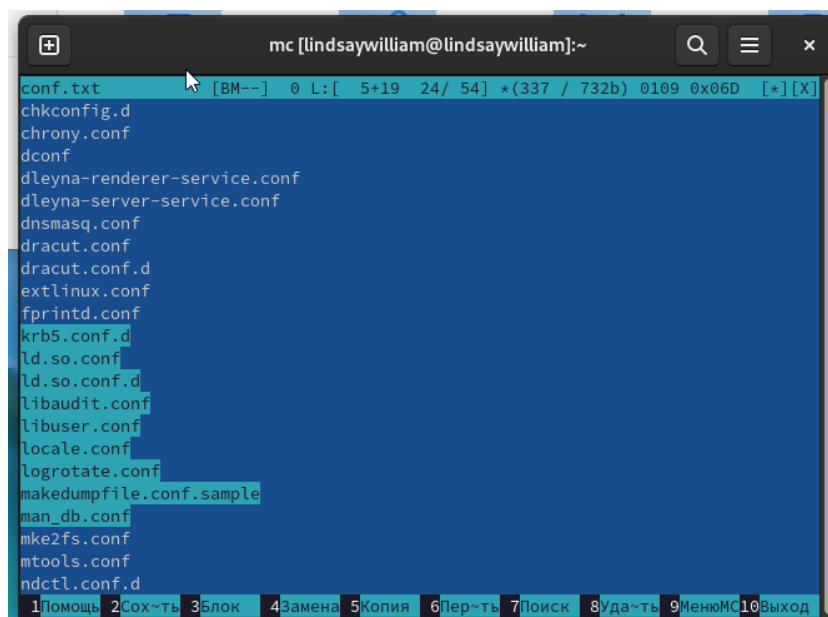 mc [lindsaywilliam@lindsaywilliam]:~
conf.txt [BM--] 0 L:[ 5+19 24/ 54] *(337 / 732b) 0109 0x06D [*][X]
chkconfig.d
chrony.conf
dconf
dleyna-renderer-service.conf
dleyna-server-service.conf
dnsmasq.conf
dracut.conf
dracut.conf.d
extlinux.conf
fprintd.conf
krb5.conf.d
ld.so.conf
ld.so.conf.d
libaudit.conf
libuser.conf
locale.conf
logrotate.conf
makedumpfile.conf.sample
man_db.conf
mke2fs.conf
mtools.conf
ndctl.conf.d
1Помощь 2Сох~ть 3Блок 4Замена 5Копия 6Пер~ть 7Поиск 8Уда~ть 9МенюMC10Выход